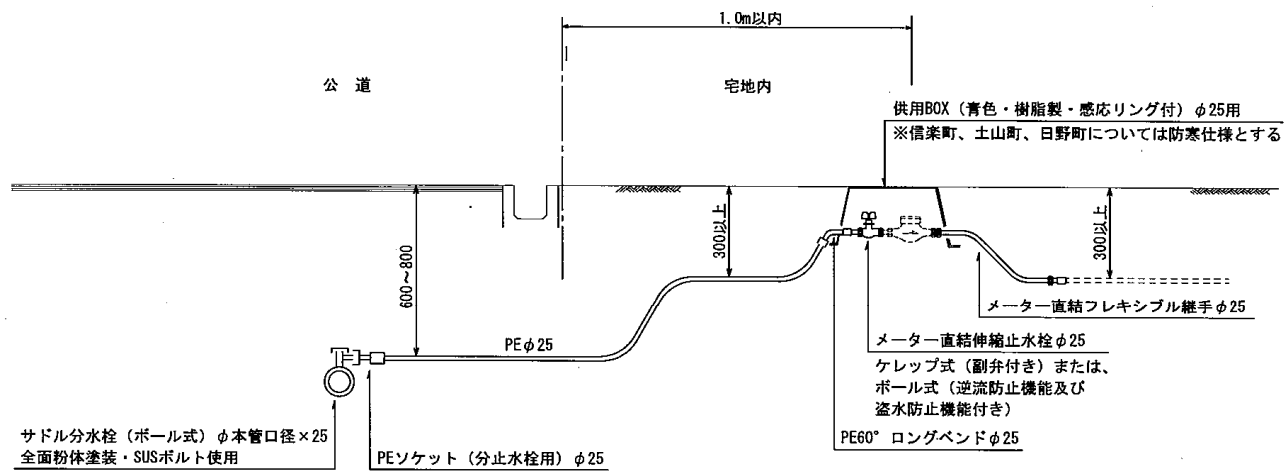 1.0m以内
公 道
宅地内
供用BOX（青色・樹脂製・感応リング付）φ25用
※信楽町、土山町、日野町については防寒仕様とする
600～800
300以上
300以上
PEφ25
メーター直結フレキシブル継手φ25
メーター直結伸縮止水栓φ25
ケレップ式（副弁付き）または、
ボール式（逆流防止機能及び
盗水防止機能付き）
PE60°ロングベンドφ25
サドル分水栓（ボール式）φ本管口径×25
全面粉体塗装・SUSボルト使用
PEソケット（分止水栓用）φ25